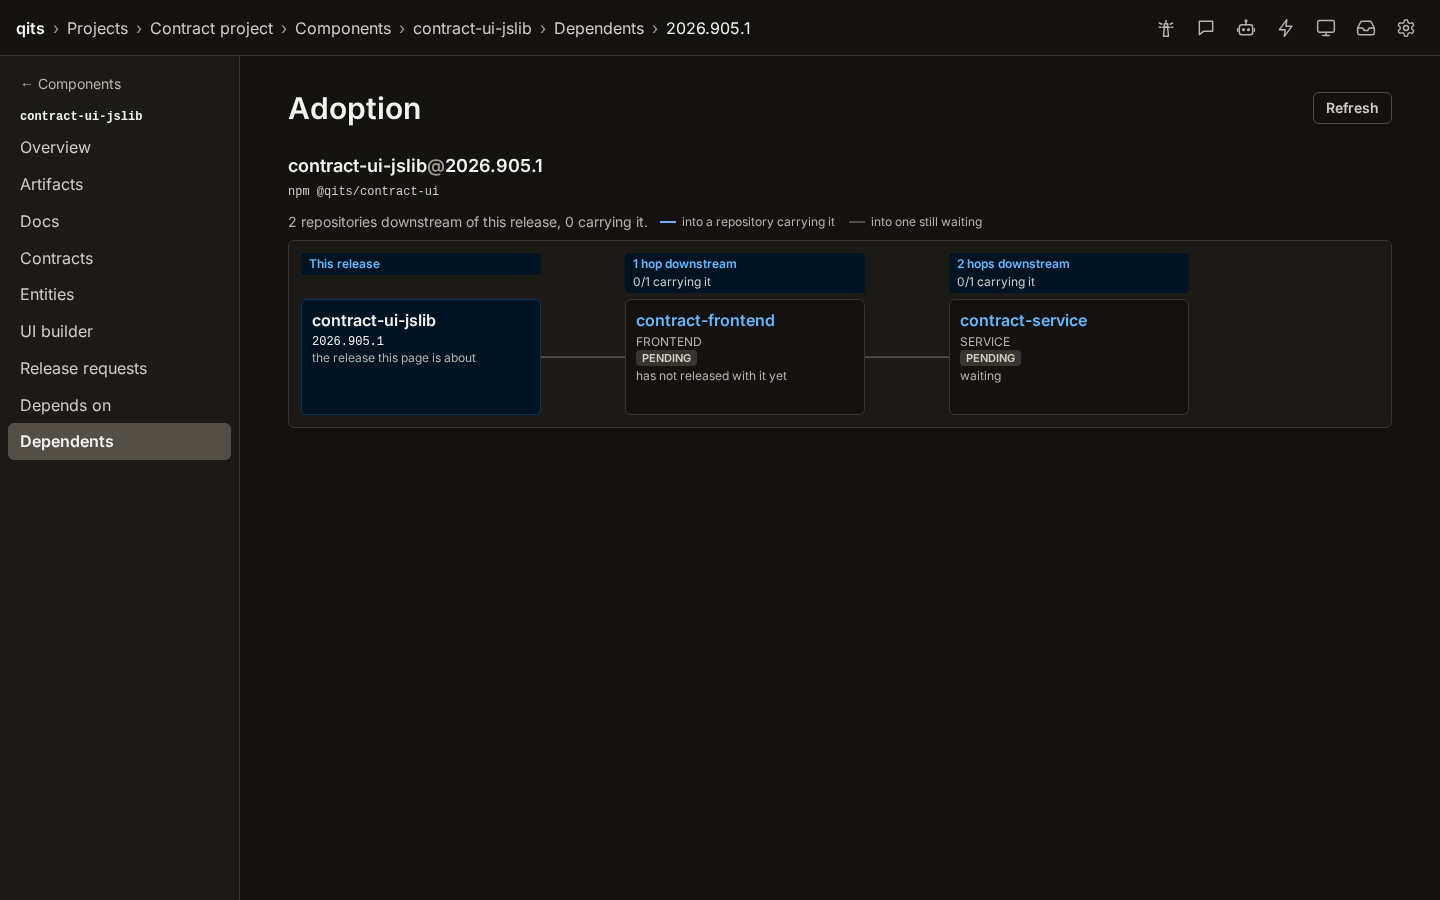 qits › Projects › Contract project › Components › contract-ui-jslib › Dependents › 2026.905.1
← Components
contract-ui-jslib
Overview
Artifacts
Docs
Contracts
Entities
UI builder
Release requests
Depends on
Dependents
Adoption
Refresh
contract-ui-jslib@2026.905.1
npm @qits/contract-ui
2 repositories downstream of this release, 0 carrying it. into a repository carrying it into one still waiting
This release
contract-ui-jslib
2026.905.1
the release this page is about
1 hop downstream
0/1 carrying it
contract-frontend
FRONTEND
PENDING
has not released with it yet
2 hops downstream
0/1 carrying it
contract-service
SERVICE
PENDING
waiting